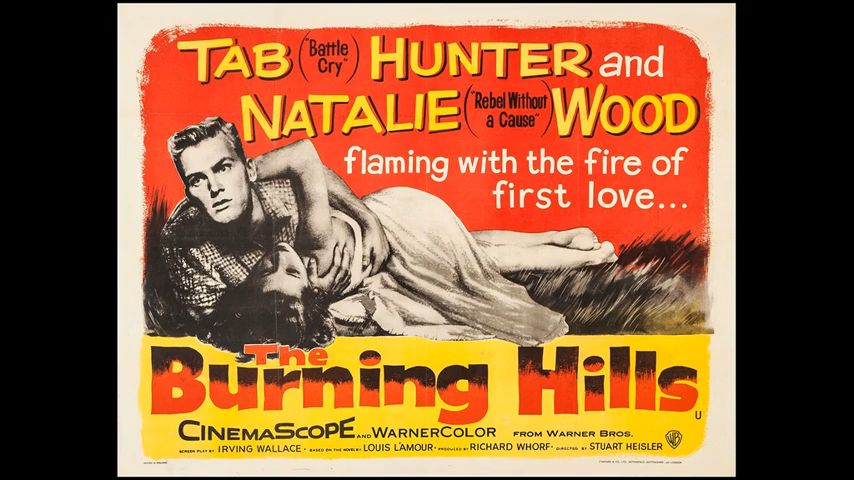 TAB ("Battle Cry") HUNTER and
NATALIE ("Rebel Without a Cause") WOOD
flaming with the fire of
first love...
The
Burning Hills
U
CINEMASCOPE AND WARNERCOLOR FROM WARNER BROS.
WB
SCREEN PLAY BY IRVING WALLACE · BASED ON THE NOVEL BY LOUIS L'AMOUR · PRODUCED BY RICHARD WHORF · DIRECTED BY STUART HEISLER